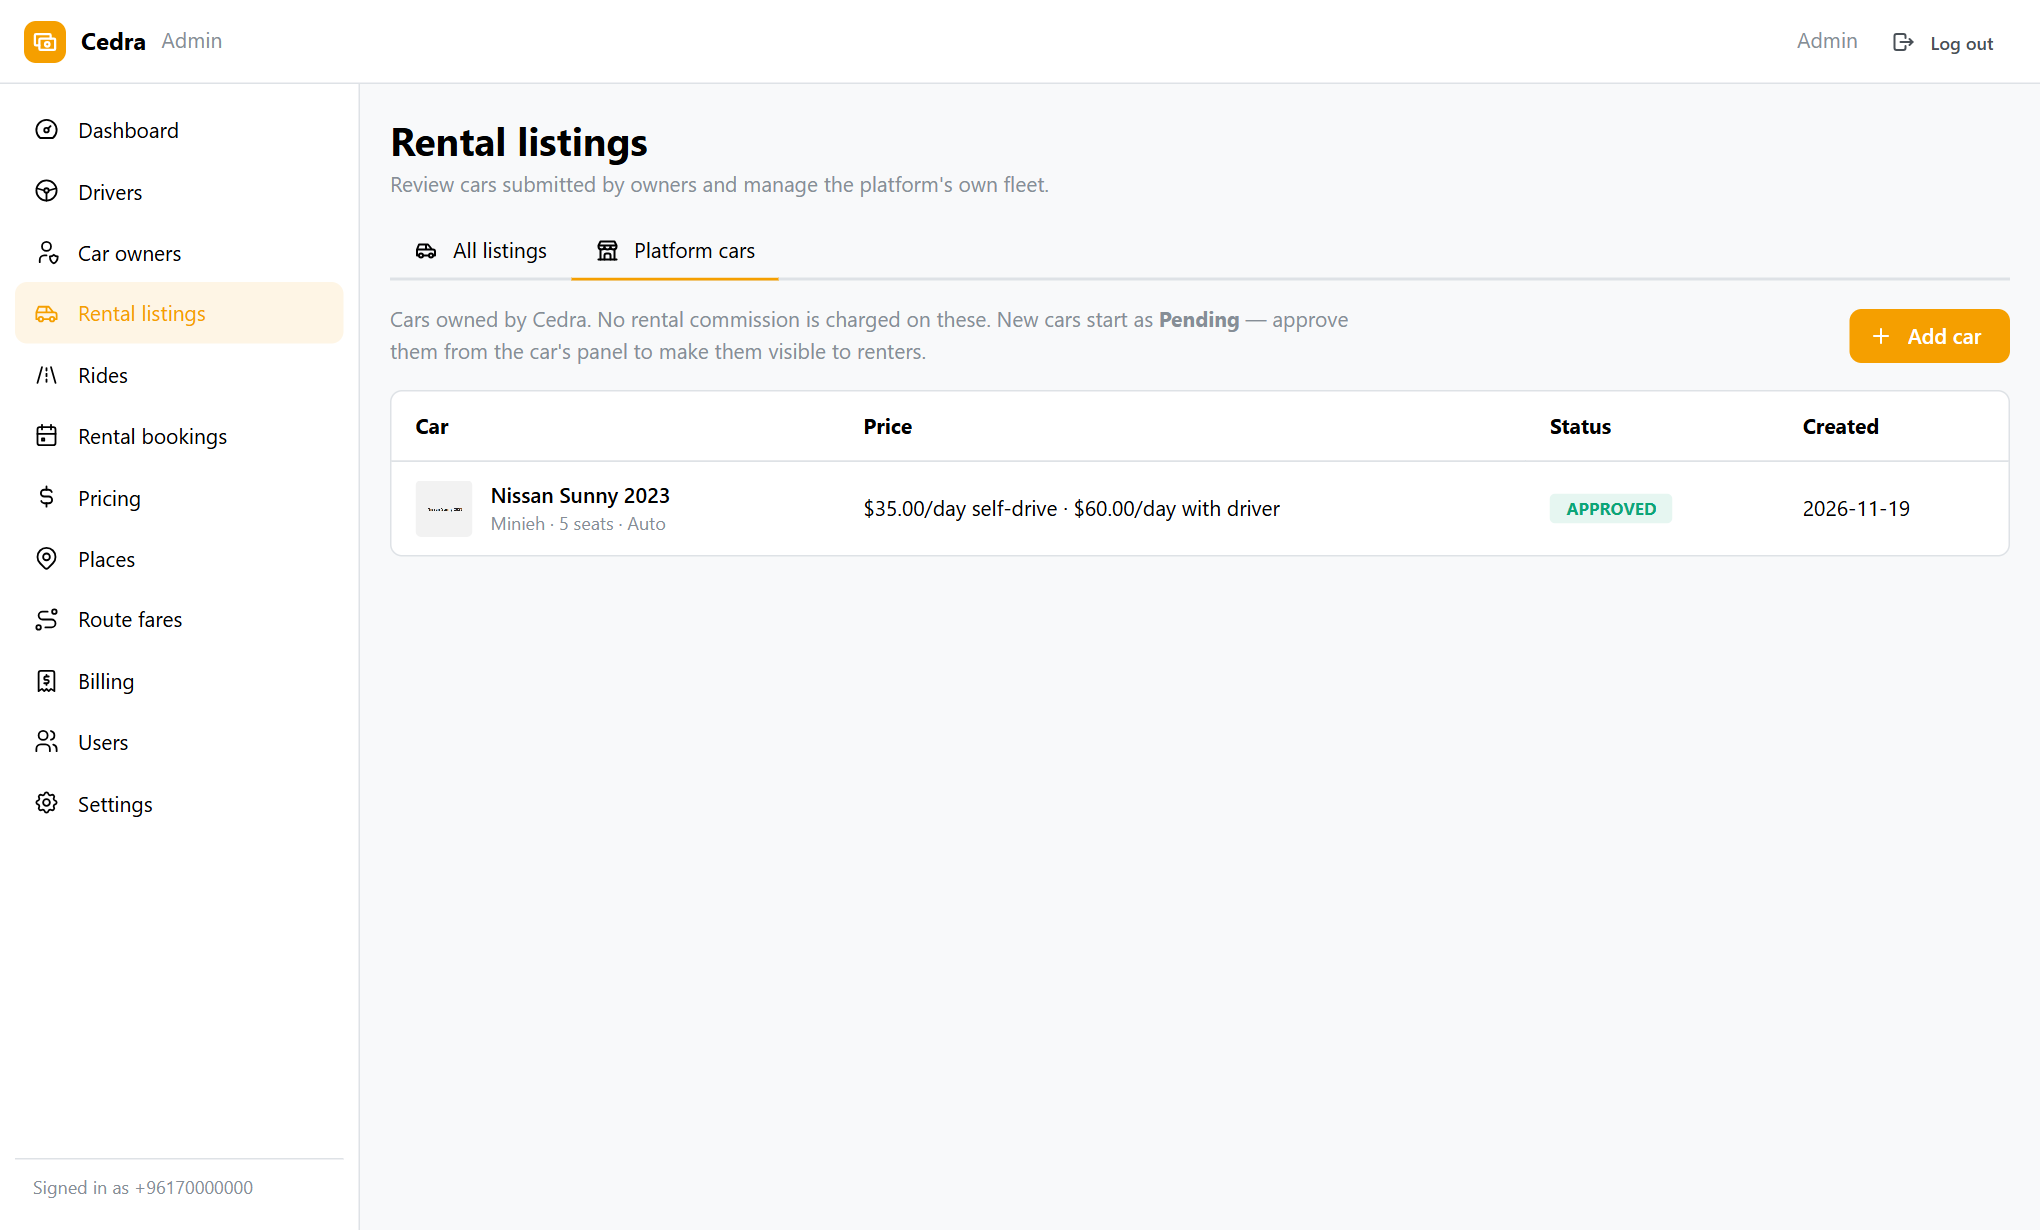 Cedra Admin
Admin
Log out
Dashboard
Drivers
Car owners
Rental listings
Rides
Rental bookings
Pricing
Places
Route fares
Billing
Users
Settings
Signed in as +96170000000
Rental listings
Review cars submitted by owners and manage the platform's own fleet.
All listings
Platform cars
Cars owned by Cedra. No rental commission is charged on these. New cars start as Pending — approve
them from the car's panel to make them visible to renters.
+ Add car
Car Price Status Created
Nissan Sunny 2023
Minieh · 5 seats · Auto
$35.00/day self-drive · $60.00/day with driver
APPROVED
2026-11-19